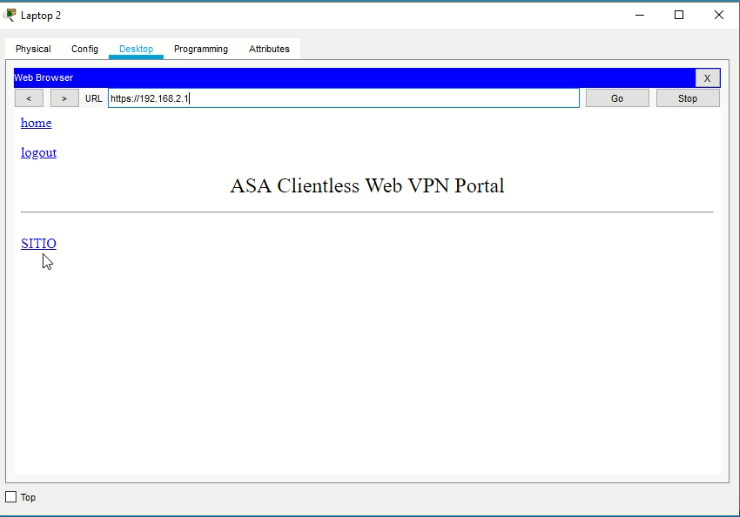 Laptop 2
Physical Config Desktop Programming Attributes
Web Browser X
< > URL https://192.168.2.1 Go Stop
home
logout
ASA Clientless Web VPN Portal
SITIO
Top